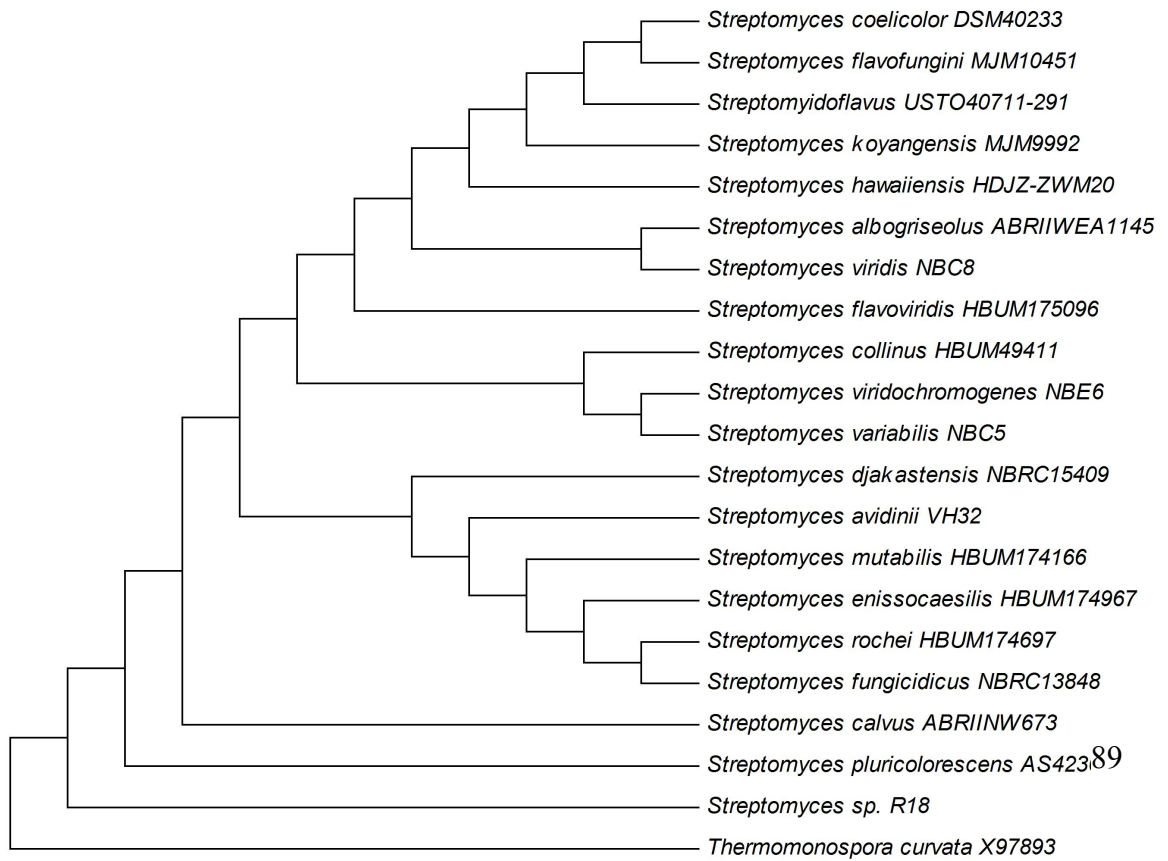 Streptomyces coelicolor DSM40233
Streptomyces flavofungini MJM10451
Streptomyidoflavus USTO40711-291
Streptomyces koyangensis MJM9992
Streptomyces hawaiiensis HDJZ-ZWM20
Streptomyces albogriseolus ABRIIWEA1145
Streptomyces viridis NBC8
Streptomyces flavoviridis HBUM175096
Streptomyces collinus HBUM49411
Streptomyces viridochromogenes NBE6
Streptomyces variabilis NBC5
Streptomyces djakastensis NBRC15409
Streptomyces avidinii VH32
Streptomyces mutabilis HBUM174166
Streptomyces enissocaesilis HBUM174967
Streptomyces rochei HBUM174697
Streptomyces fungicidicus NBRC13848
Streptomyces calvus ABRIINW673
Streptomyces pluricolorescens 89
Streptomyces sp. R18
Thermomonospora curvata X97893